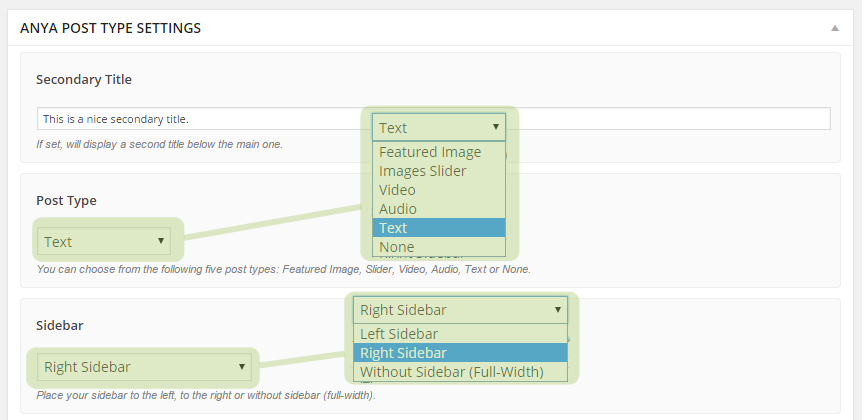 ANYA POST TYPE SETTINGS
Secondary Title
This is a nice secondary title.
If set, will display a second title below the main one.
Text
Featured Image
Images Slider
Video
Audio
Text
None
Post Type
Text
You can choose from the following five post types: Featured Image, Slider, Video, Audio, Text or None.
Sidebar
Right Sidebar
Right Sidebar
Left Sidebar
Right Sidebar
Without Sidebar (Full-Width)
Place your sidebar to the left, to the right or without sidebar (full-width).